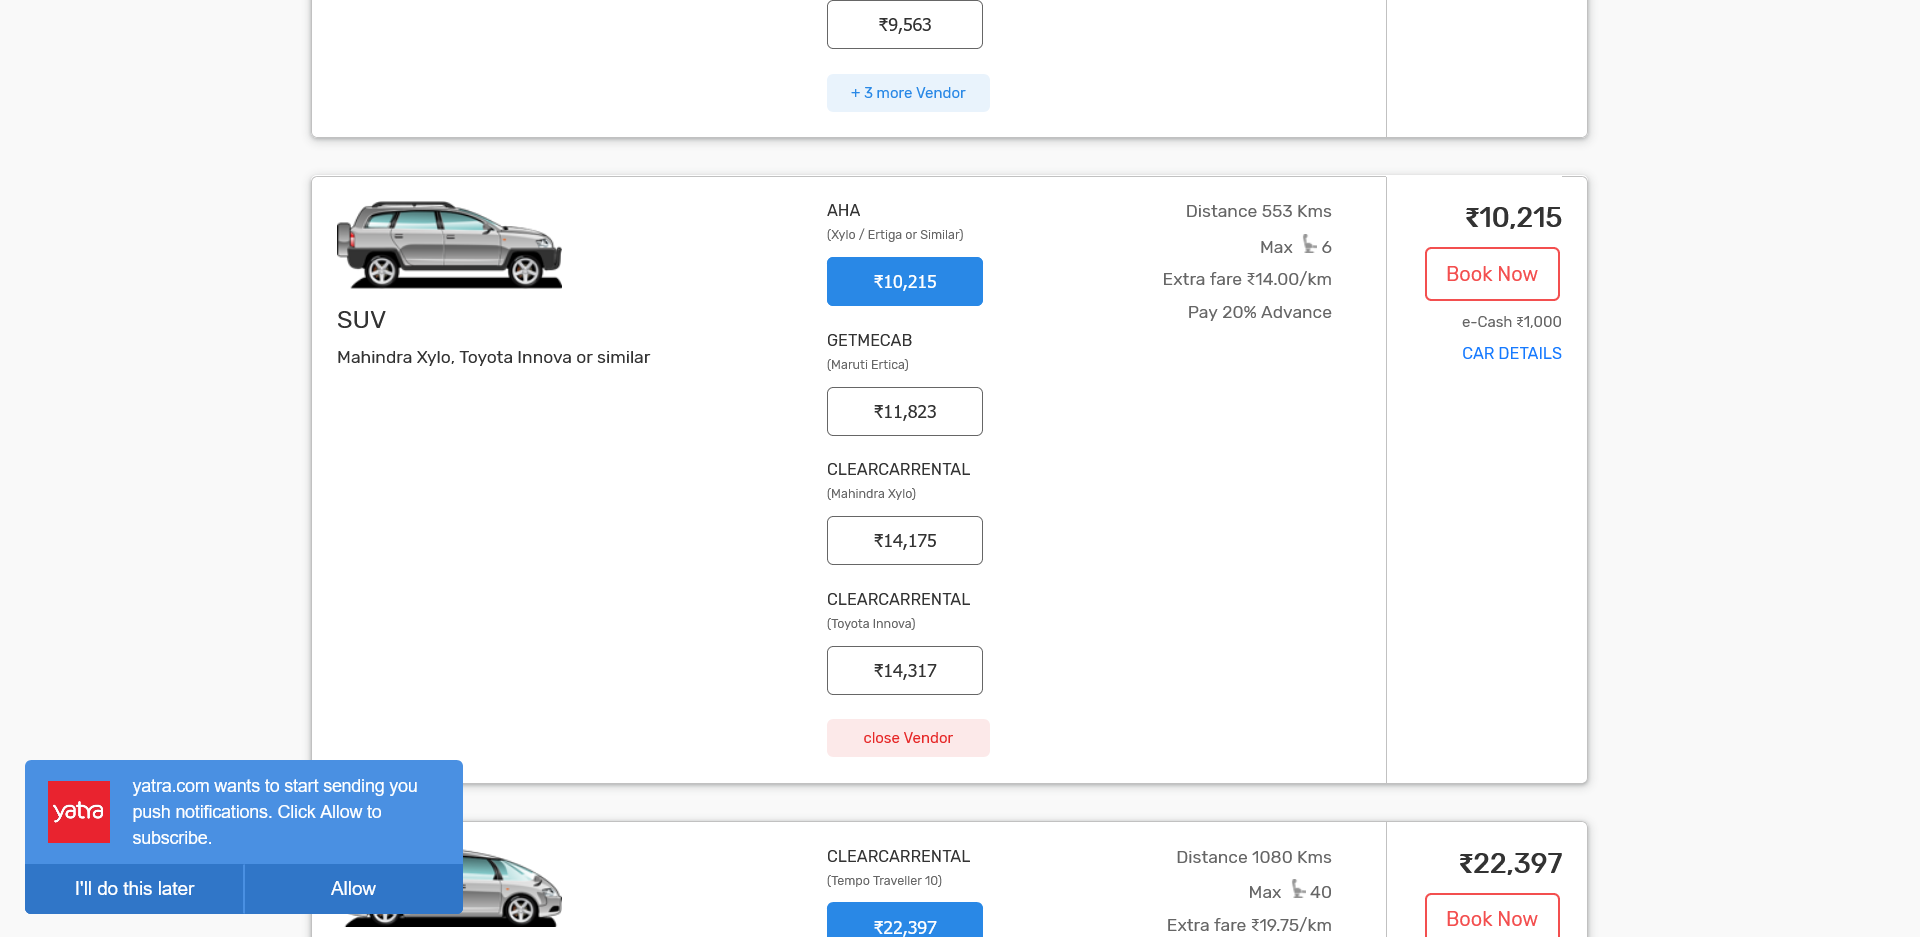 ₹9,563
+ 3 more Vendor
SUV
Mahindra Xylo, Toyota Innova or similar
AHA
(Xylo / Ertiga or Similar)
₹10,215
GETMECAB
(Maruti Ertica)
₹11,823
CLEARCARRENTAL
(Mahindra Xylo)
₹14,175
CLEARCARRENTAL
(Toyota Innova)
₹14,317
close Vendor
Distance 553 Kms
Max 6
Extra fare ₹14.00/km
Pay 20% Advance
₹10,215
Book Now
e-Cash ₹1,000
CAR DETAILS
yatra
yatra.com wants to start sending you
push notifications. Click Allow to
subscribe.
I'll do this later
Allow
CLEARCARRENTAL
(Tempo Traveller 10)
₹22,397
Distance 1080 Kms
Max 40
Extra fare ₹19.75/km
₹22,397
Book Now